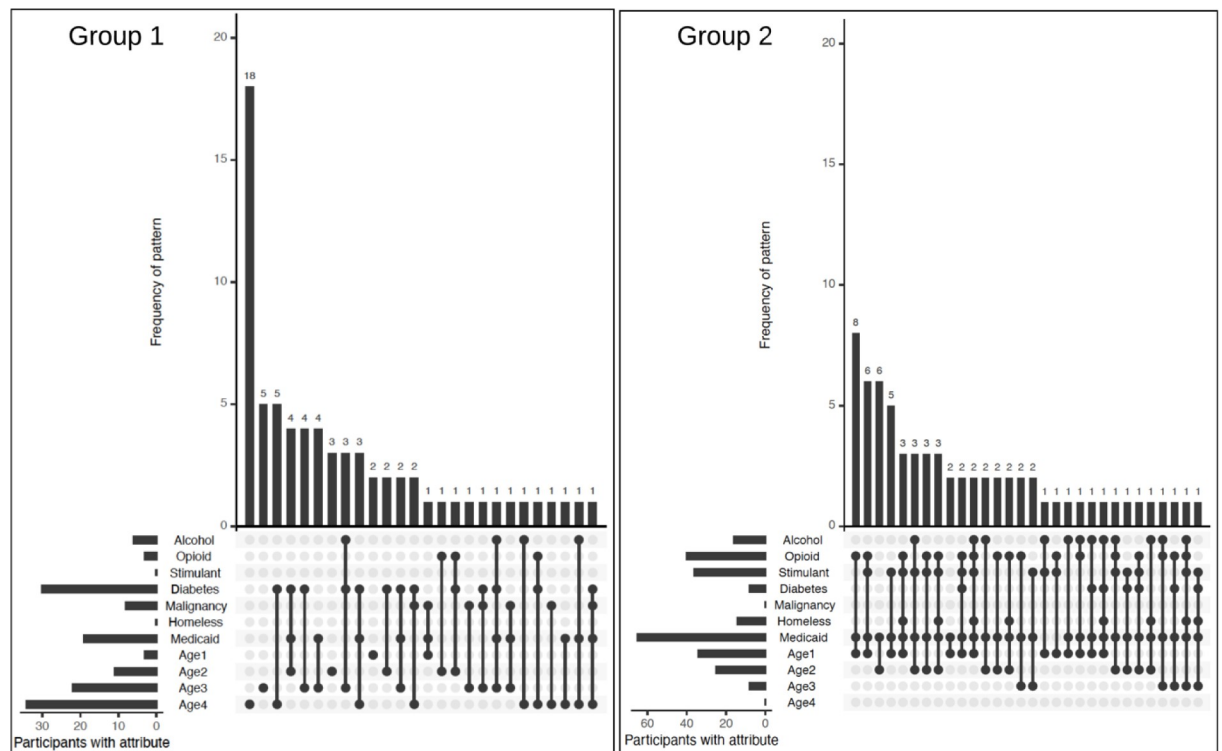 Group 1
20
15
10
5
0
Frequency of pattern
18 5 5 4 4 4 3 3 3 2 2 2 2 1 1 1 1 1 1 1 1 1 1 1 1 1
Alcohol
Opioid
Stimulant
Diabetes
Malignancy
Homeless
Medicaid
Age1
Age2
Age3
Age4
30 20 10 0
Participants with attribute
Group 2
20
15
10
5
0
Frequency of pattern
8 6 6 5 3 3 3 3 2 2 2 2 2 2 2 2 1 1 1 1 1 1 1 1 1 1 1 1 1 1
Alcohol
Opioid
Stimulant
Diabetes
Malignancy
Homeless
Medicaid
Age1
Age2
Age3
Age4
60 40 20 0
Participants with attribute